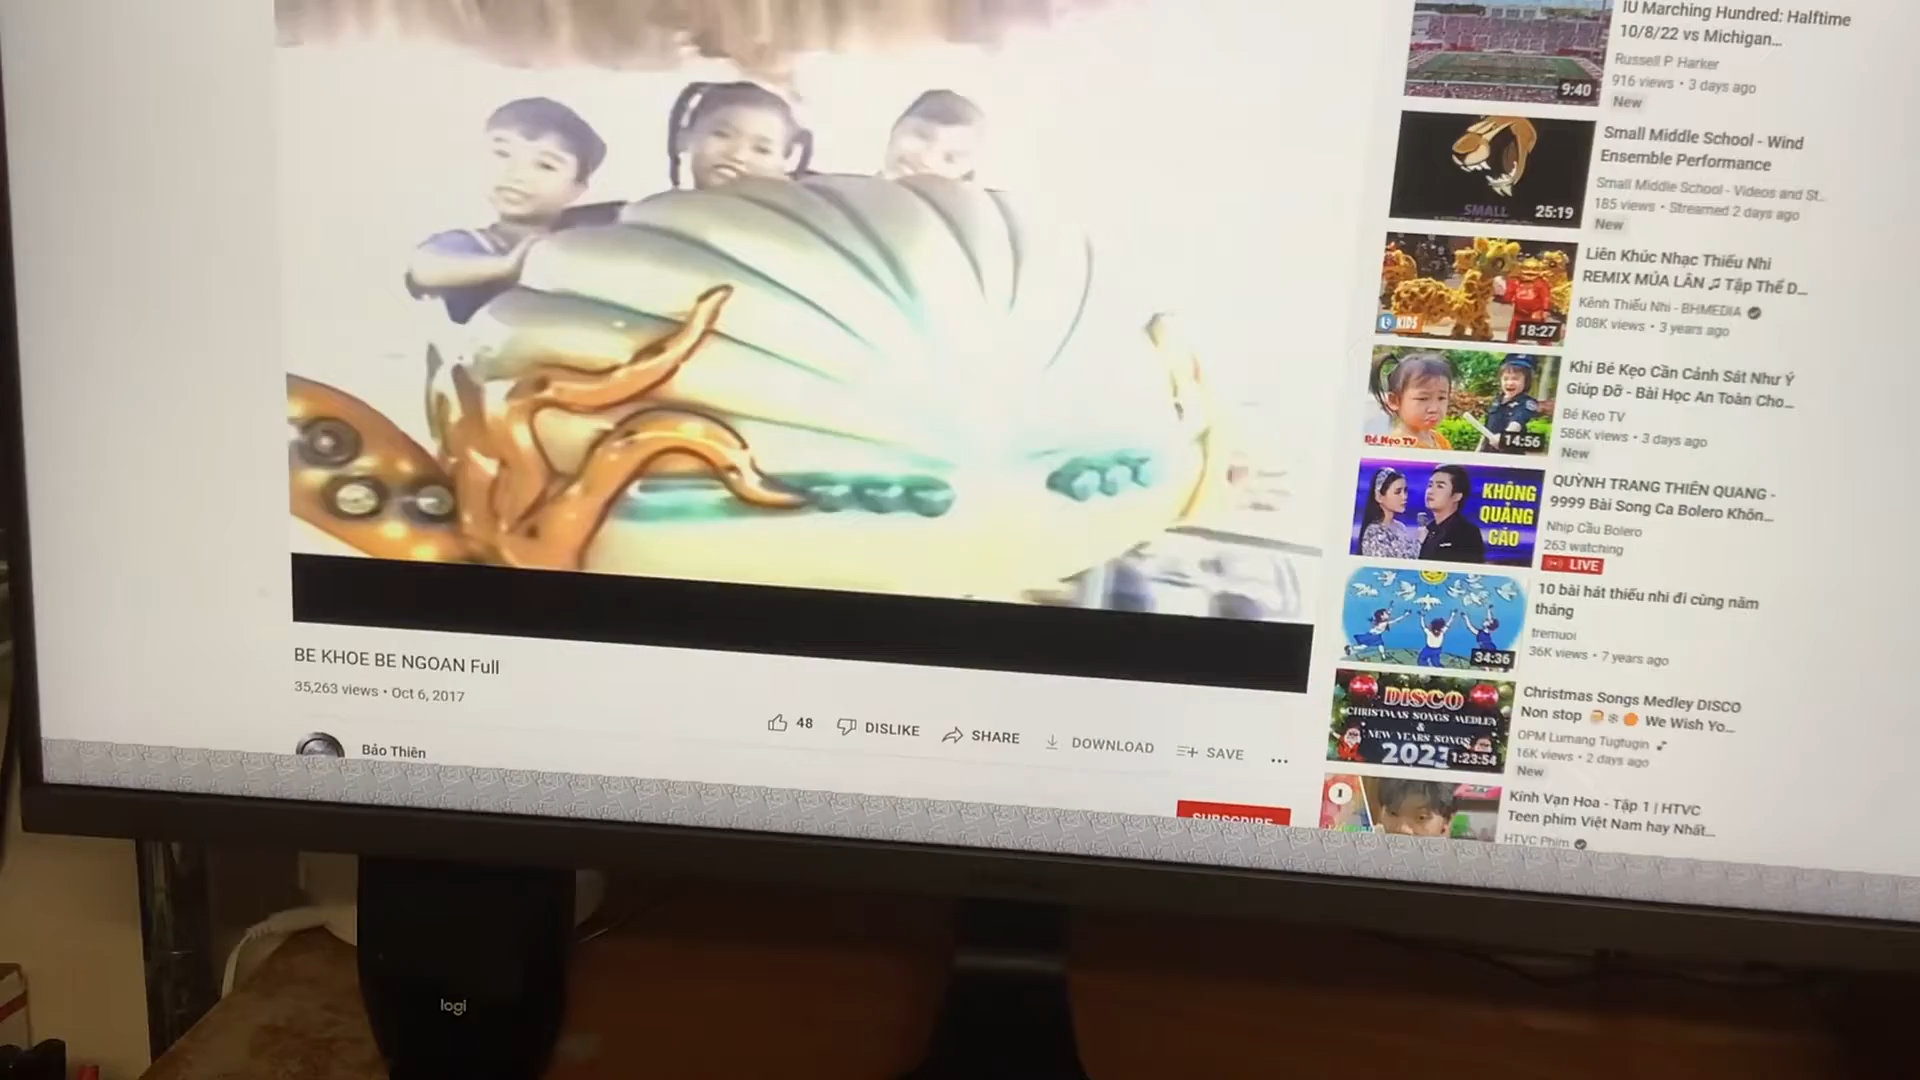 BE KHOE BE NGOAN Full
35,263 views • Oct 6, 2017
48
DISLIKE
SHARE
DOWNLOAD
SAVE
Bảo Thiên
SUBSCRIBE
IU Marching Hundred: Halftime
10/8/22 vs Michigan...
Russell P Harker
916 views • 3 days ago
New
9:40
Small Middle School - Wind
Ensemble Performance
Small Middle School - Videos and St...
185 views • Streamed 2 days ago
New
SMALL
25:19
Liên Khúc Nhạc Thiếu Nhi
REMIX MÚA LÂN ♫ Tập Thể D...
Kênh Thiếu Nhi - BHMEDIA
808K views • 3 years ago
KIDS
18:27
Khi Bé Kẹo Cần Cảnh Sát Như Ý
Giúp Đỡ - Bài Học An Toàn Cho...
Bé Kẹo TV
586K views • 3 days ago
New
Bé Kẹo TV
14:56
QUỲNH TRANG THIÊN QUANG -
9999 Bài Song Ca Bolero Khôn...
Nhịp Cầu Bolero
263 watching
LIVE
KHÔNG
QUẢNG
CÁO
10 bài hát thiếu nhi đi cùng năm
tháng
tremuoi
36K views • 7 years ago
34:36
Christmas Songs Medley DISCO
Non stop We Wish Yo...
OPM Lumang Tugtugin
16K views • 2 days ago
New
DISCO
CHRISTMAS SONGS MEDLEY
&
NEW YEARS SONGS
1:23:54
Kính Vạn Hoa - Tập 1 | HTVC
Teen phim Việt Nam hay Nhất...
HTVC Phim
logi